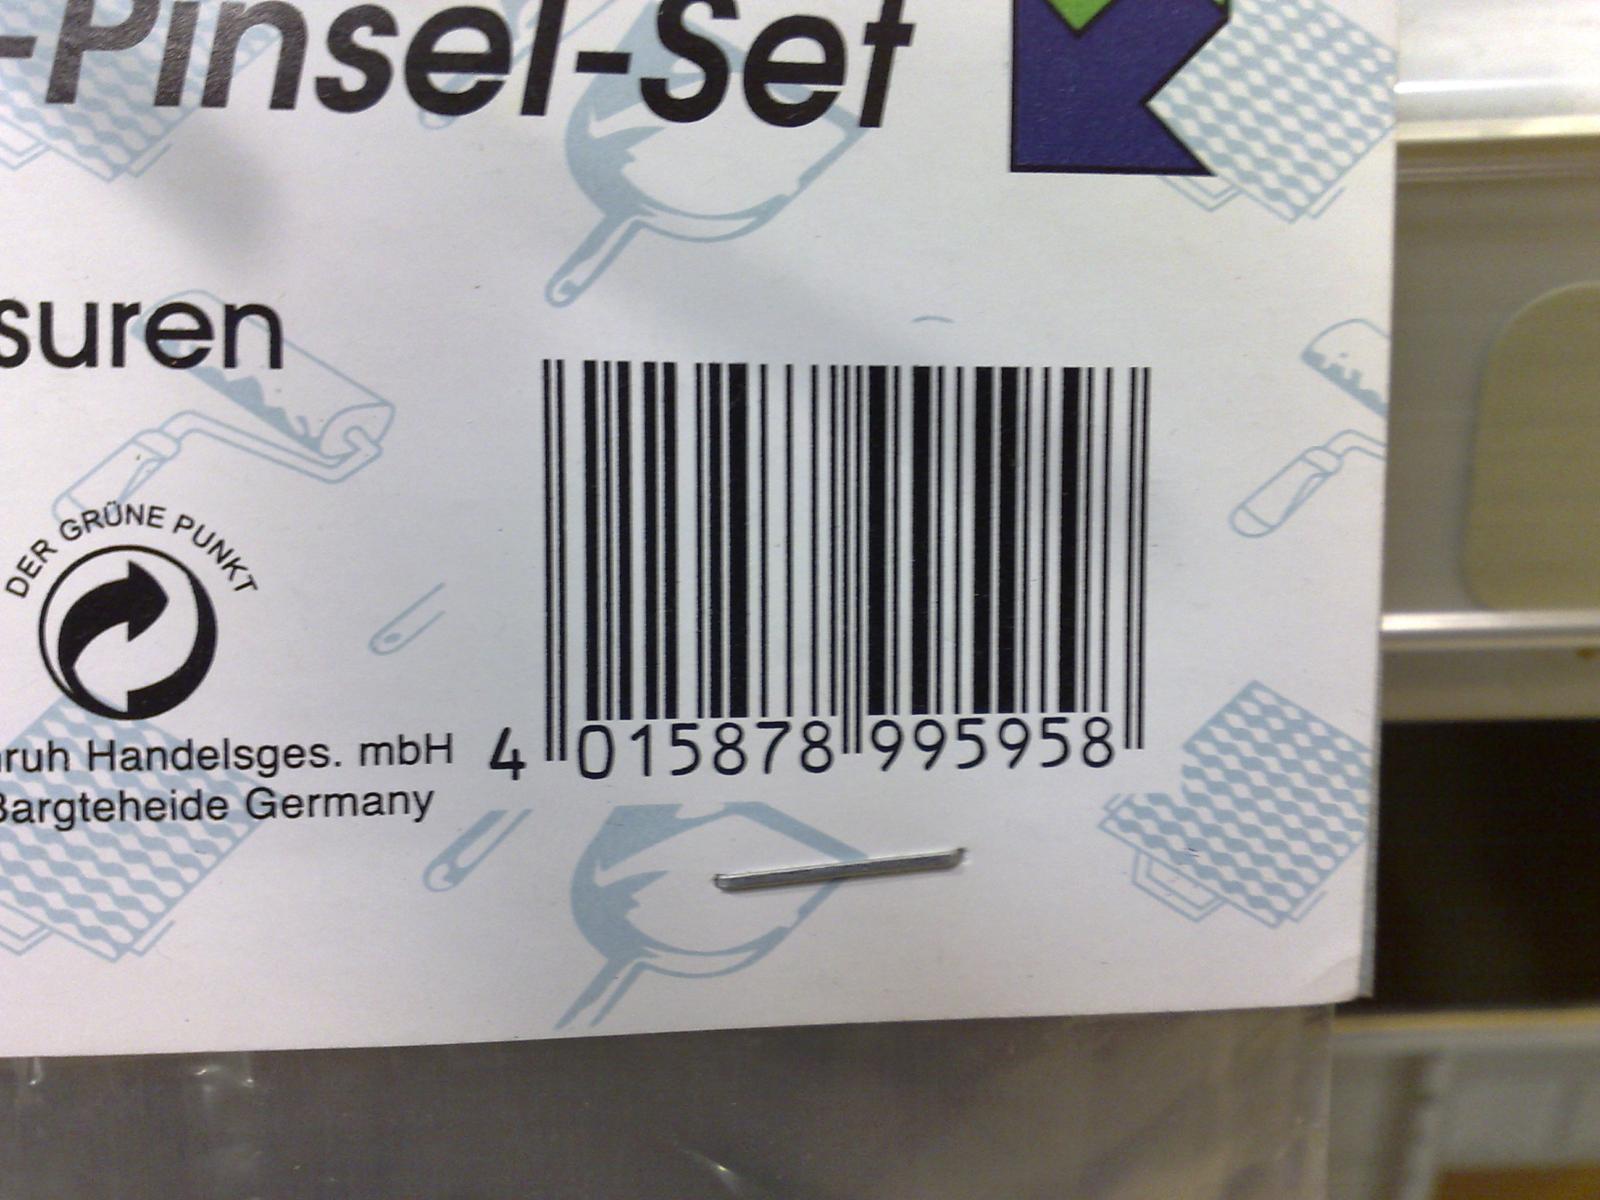 -Pinsel-Set
suren
DER GRÜNE PUNKT
ruh Handelsges. mbH
Bargteheide Germany
4 015878 995958